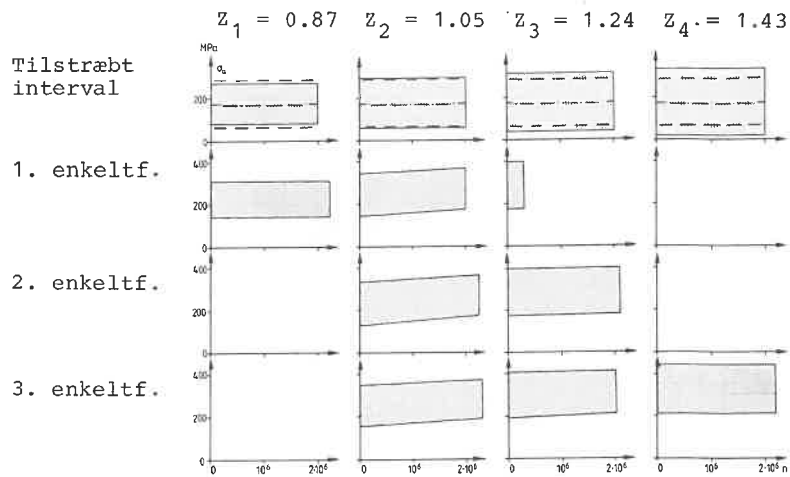 Z1 = 0.87 Z2 = 1.05 Z3 = 1.24 Z4 = 1.43
MPa
Tilstræbt
interval
σa
200
0
1. enkeltf.
400
200
0
2. enkeltf.
400
200
0
3. enkeltf.
400
200
0
0 10⁶ 2·10⁶ 0 10⁶ 2·10⁶ 0 10⁶ 2·10⁶ 0 10⁶ 2·10⁶ n